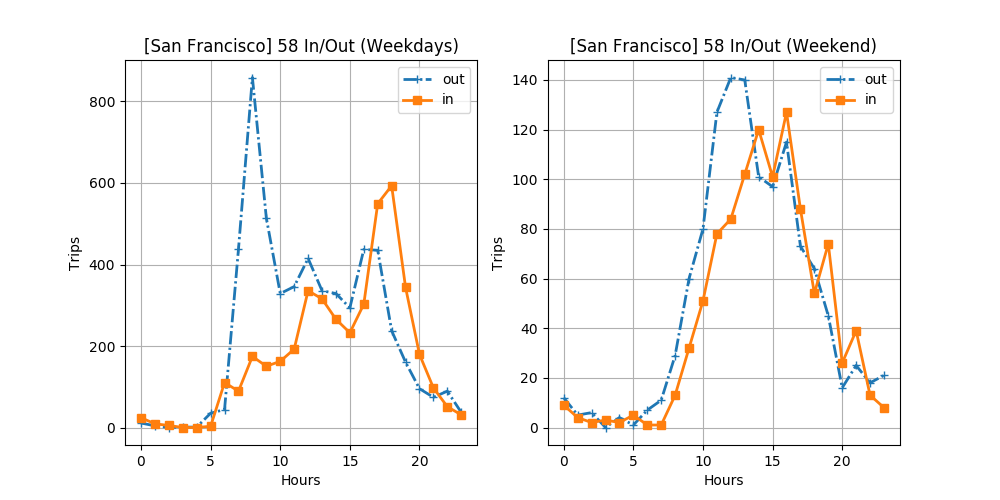 [San Francisco] 58 In/Out (Weekdays)
out
in
Trips
800
600
400
200
0
0 5 10 15 20
Hours
[San Francisco] 58 In/Out (Weekend)
out
in
Trips
140
120
100
80
60
40
20
0
0 5 10 15 20
Hours